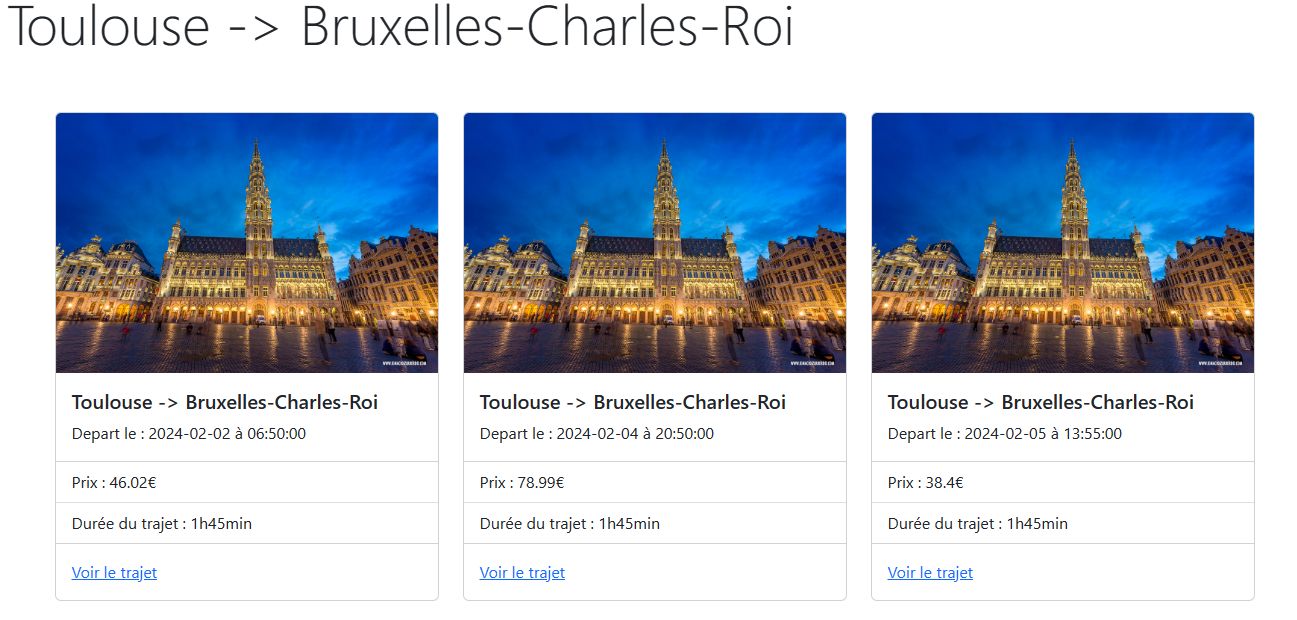 Toulouse -> Bruxelles-Charles-Roi
Toulouse -> Bruxelles-Charles-Roi
Depart le : 2024-02-02 à 06:50:00
Prix : 46.02€
Durée du trajet : 1h45min
Voir le trajet
Toulouse -> Bruxelles-Charles-Roi
Depart le : 2024-02-04 à 20:50:00
Prix : 78.99€
Durée du trajet : 1h45min
Voir le trajet
Toulouse -> Bruxelles-Charles-Roi
Depart le : 2024-02-05 à 13:55:00
Prix : 38.4€
Durée du trajet : 1h45min
Voir le trajet